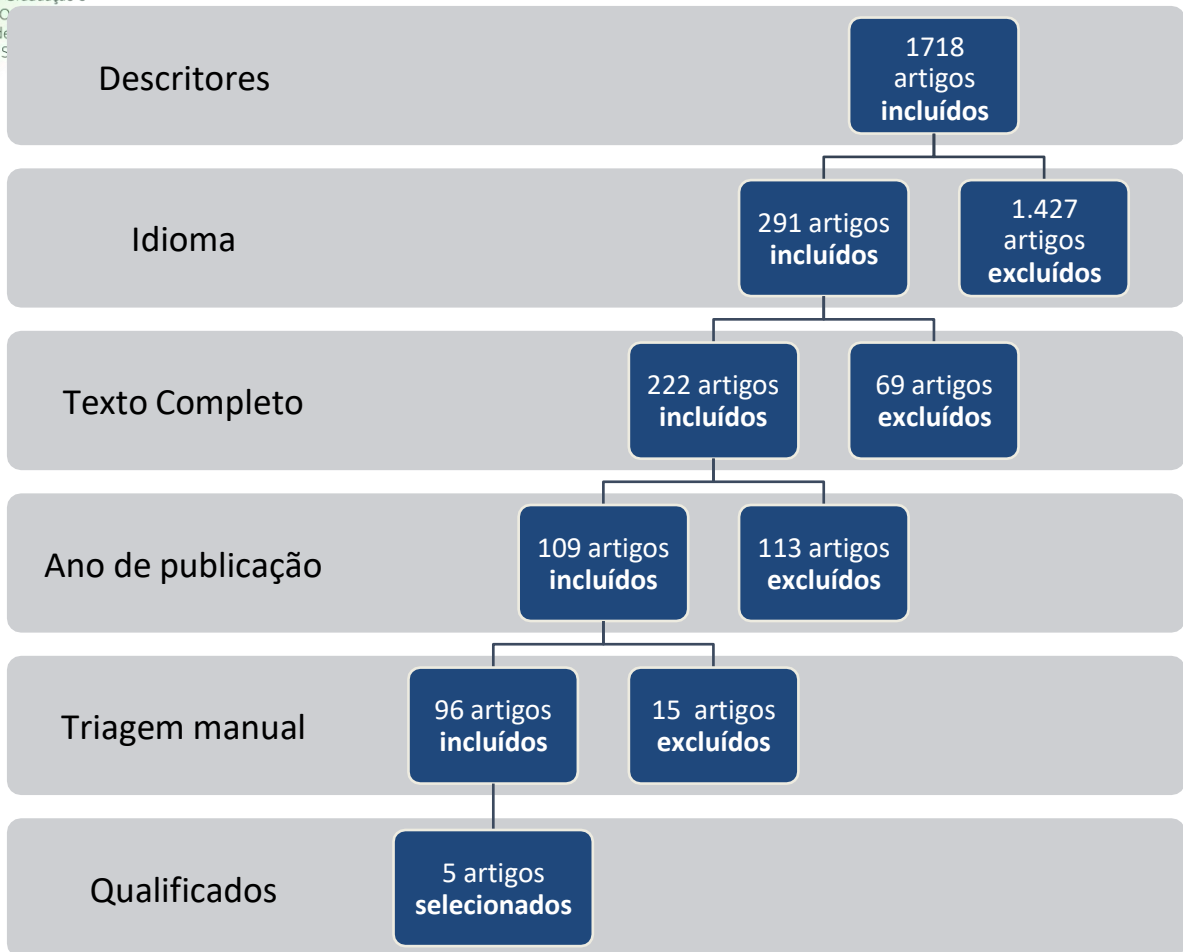 Descritores
1718
artigos
incluídos
Idioma
291 artigos
incluídos
1.427
artigos
excluídos
Texto Completo
222 artigos
incluídos
69 artigos
excluídos
Ano de publicação
109 artigos
incluídos
113 artigos
excluídos
Triagem manual
96 artigos
incluídos
15 artigos
excluídos
Qualificados
5 artigos
selecionados